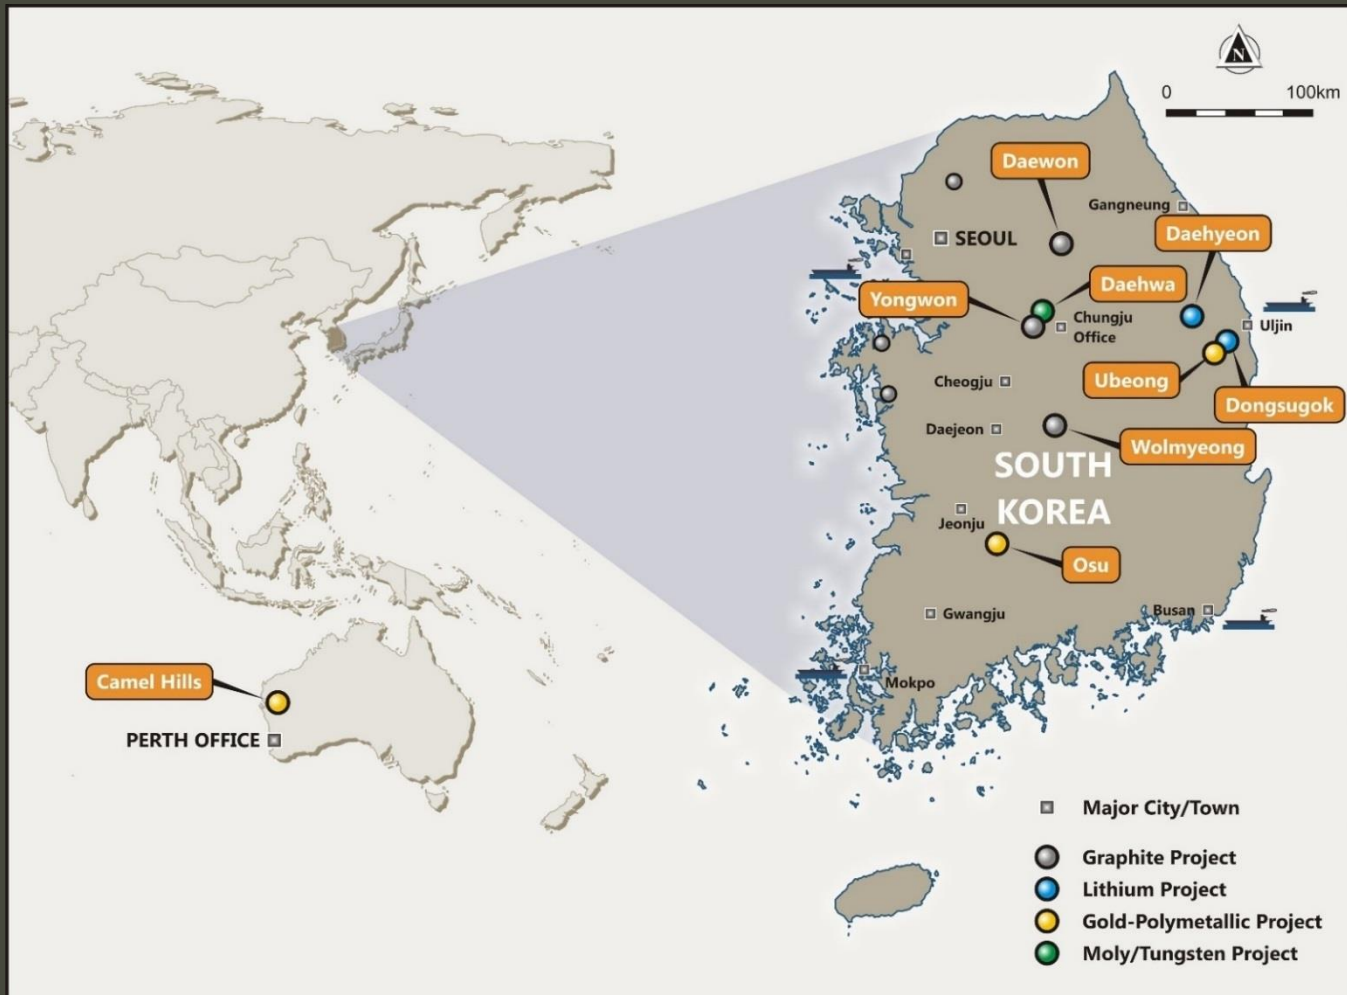 N
0 100km
Daewon
Gangneung
Daehyeon
SEOUL
Daehwa
Yongwon
Chungju
Office
Uljin
Ubeong
Cheogju
Dongsugok
Daejeon
Wolmyeong
SOUTH
KOREA
Jeonju
Osu
Busan
Gwangju
Mokpo
Camel Hills
PERTH OFFICE
Major City/Town
Graphite Project
Lithium Project
Gold-Polymetallic Project
Moly/Tungsten Project